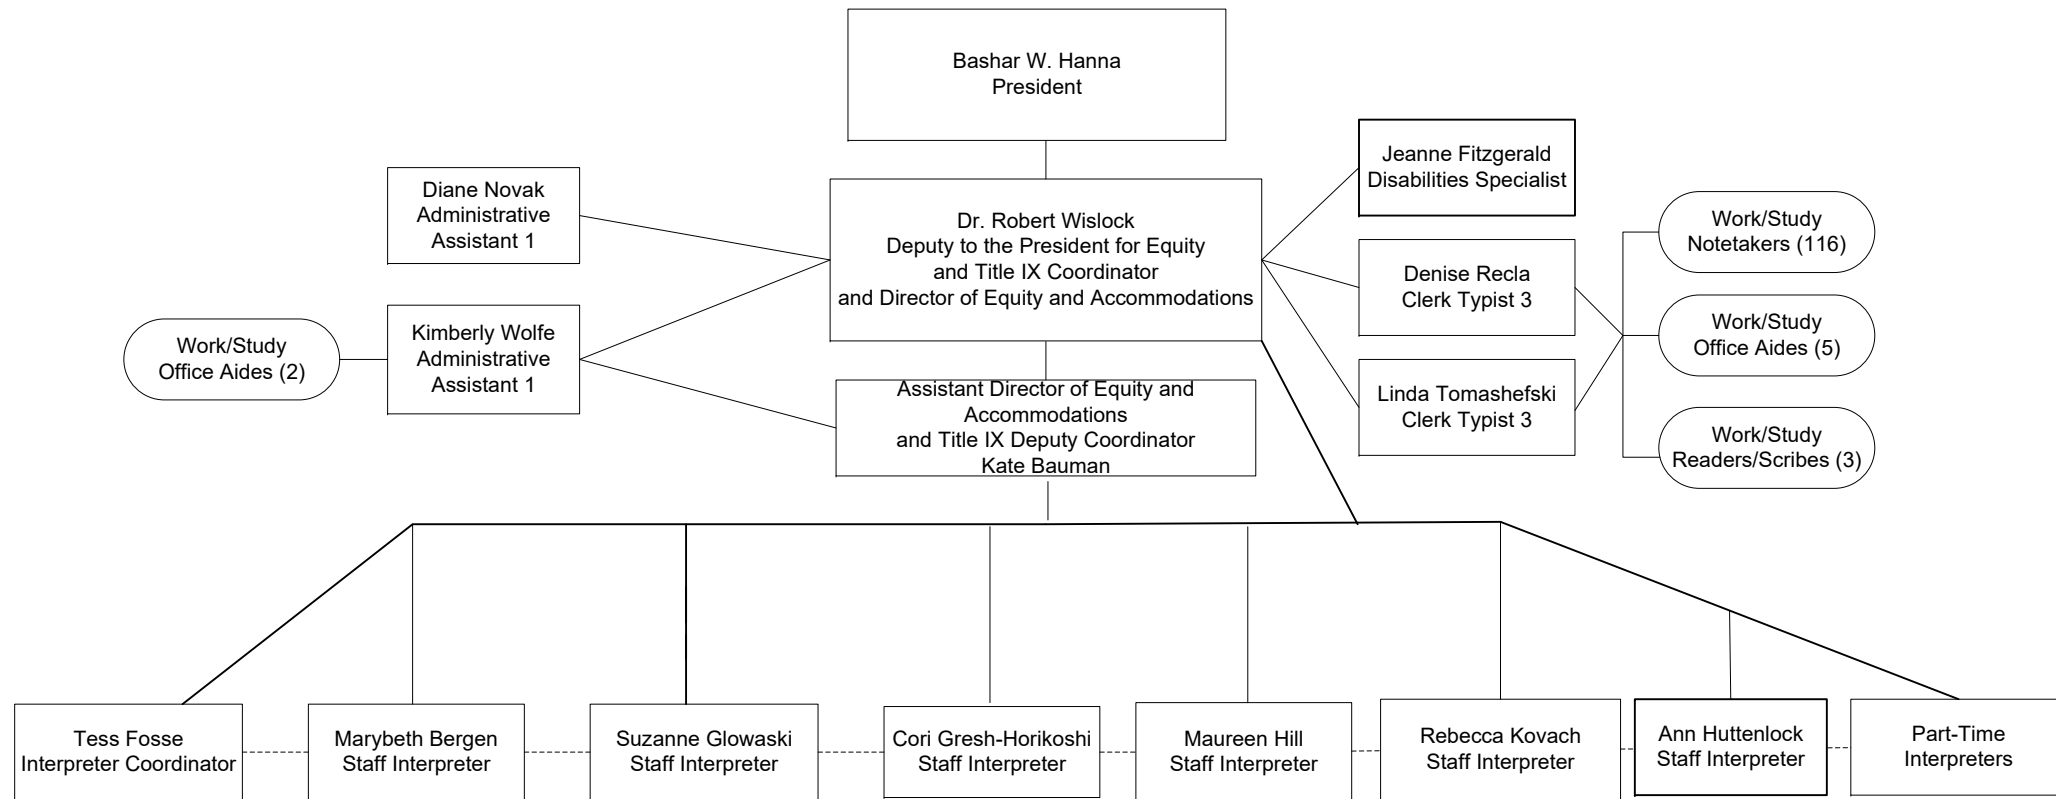 Bashar W. Hanna
President
Diane Novak
Administrative
Assistant 1
Dr. Robert Wislock
Deputy to the President for Equity
and Title IX Coordinator
and Director of Equity and Accommodations
Jeanne Fitzgerald
Disabilities Specialist
Work/Study
Notetakers (116)
Denise Recla
Clerk Typist 3
Work/Study
Office Aides (2)
Kimberly Wolfe
Administrative
Assistant 1
Work/Study
Office Aides (5)
Assistant Director of Equity and
Accommodations
and Title IX Deputy Coordinator
Kate Bauman
Linda Tomashefski
Clerk Typist 3
Work/Study
Readers/Scribes (3)
Tess Fosse
Interpreter Coordinator
Marybeth Bergen
Staff Interpreter
Suzanne Glowaski
Staff Interpreter
Cori Gresh-Horikoshi
Staff Interpreter
Maureen Hill
Staff Interpreter
Rebecca Kovach
Staff Interpreter
Ann Huttenlock
Staff Interpreter
Part-Time
Interpreters